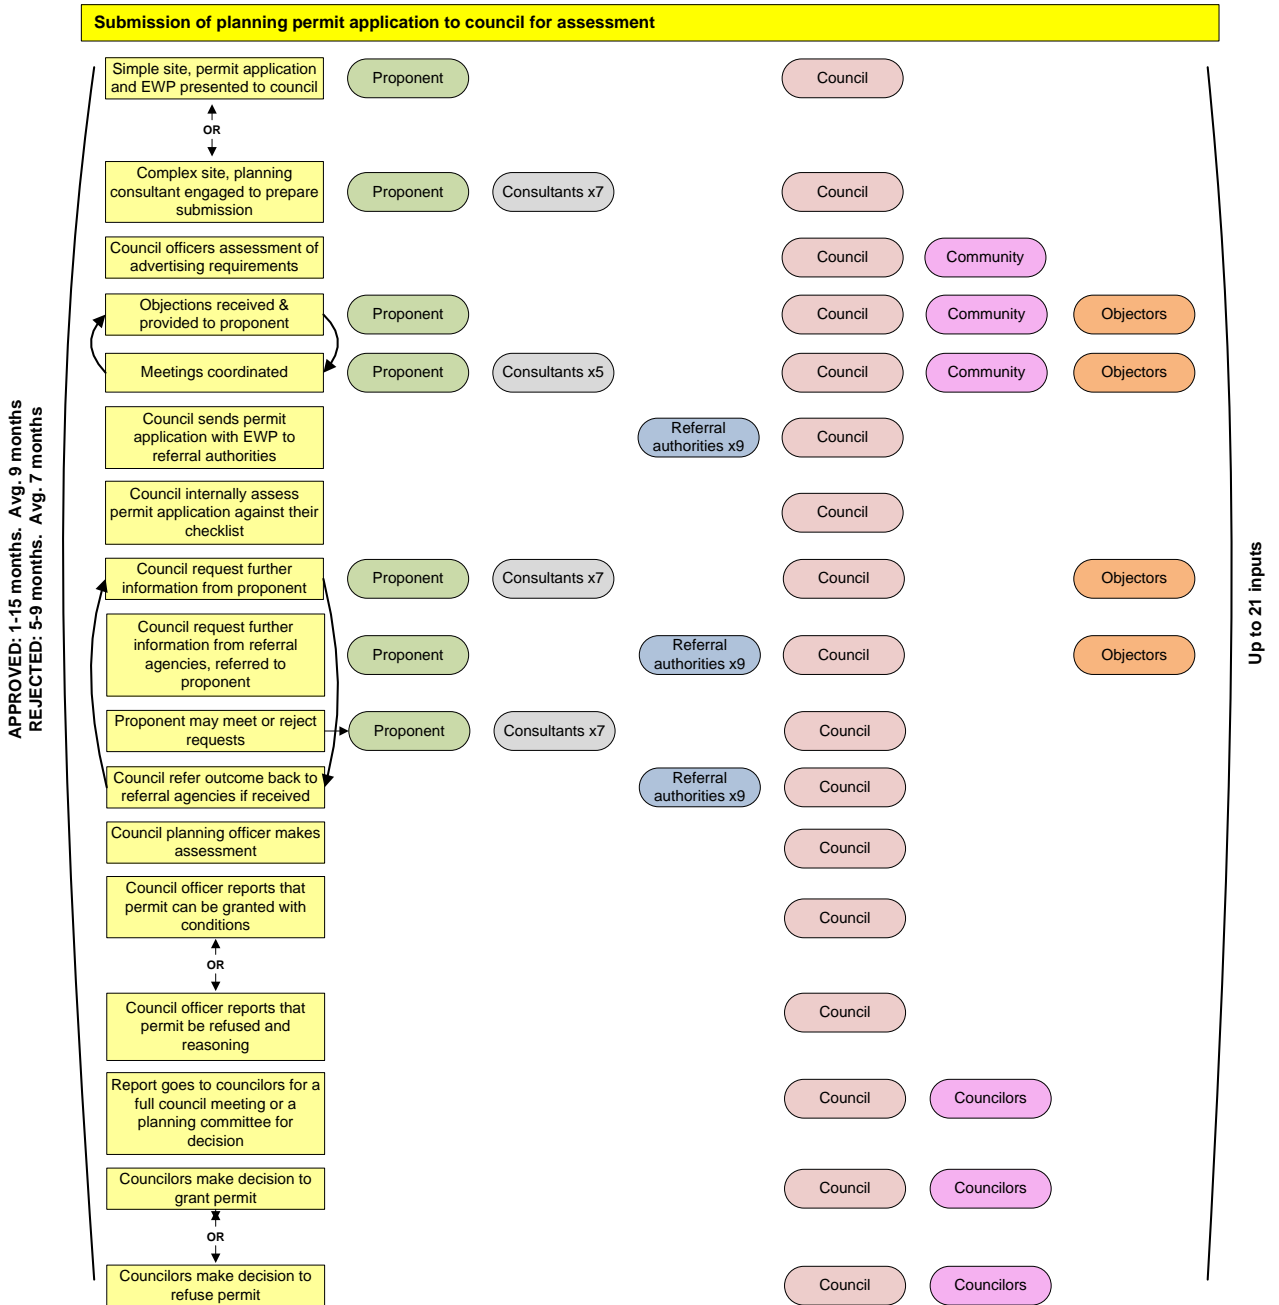 Submission of planning permit application to council for assessment
Simple site, permit application
and EWP presented to council
Proponent
Council
OR
Complex site, planning
consultant engaged to prepare
submission
Proponent
Consultants x7
Council
Council officers assessment of
advertising requirements
Council
Community
Objections received &
provided to proponent
Proponent
Council
Community
Objectors
Meetings coordinated
Proponent
Consultants x5
Council
Community
Objectors
Council sends permit
application with EWP to
referral authorities
Referral
authorities x9
Council
Council internally assess
permit application against their
checklist
Council
Council request further
information from proponent
Proponent
Consultants x7
Council
Objectors
Council request further
information from referral
agencies, referred to
proponent
Proponent
Referral
authorities x9
Council
Objectors
Proponent may meet or reject
requests
Proponent
Consultants x7
Council
Council refer outcome back to
referral agencies if received
Referral
authorities x9
Council
Council planning officer makes
assessment
Council
Council officer reports that
permit can be granted with
conditions
Council
OR
Council officer reports that
permit be refused and
reasoning
Council
Report goes to councilors for a
full council meeting or a
planning committee for
decision
Council
Councilors
Councilors make decision to
grant permit
Council
Councilors
OR
Councilors make decision to
refuse permit
Council
Councilors
APPROVED: 1-15 months.  Avg. 9 months
REJECTED: 5-9 months.  Avg. 7 months
Up to 21 inputs